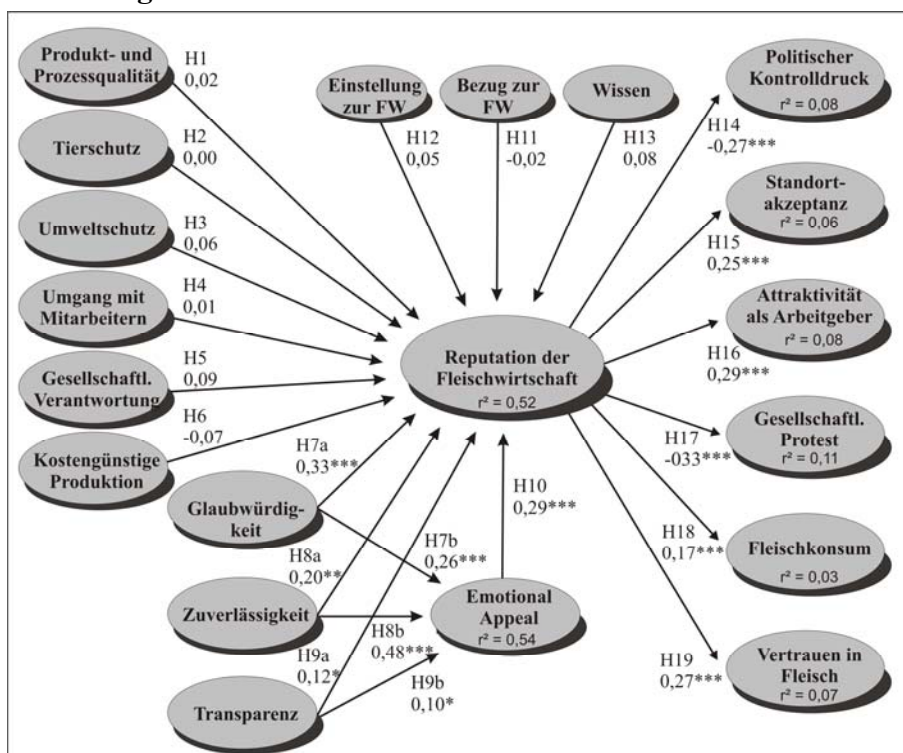 Produkt- und
Prozessqualität
H1
0,02
Tierschutz
H2
0,00
Umweltschutz
H3
0,06
Umgang mit
Mitarbeitern
H4
0,01
Gesellschaftl.
Verantwortung
H5
0,09
Kostengünstige
Produktion
H6
-0,07
Glaubwürdig-
keit
H7a
0,33***
H7b
0,26***
Zuverlässigkeit
H8a
0,20**
H8b
0,48***
Transparenz
H9a
0,12*
H9b
0,10*
Einstellung
zur FW
H12
0,05
Bezug zur
FW
H11
-0,02
Wissen
H13
0,08
Reputation der
Fleischwirtschaft
r² = 0,52
H10
0,29***
Emotional
Appeal
r² = 0,54
Politischer
Kontrolldruck
r² = 0,08
H14
-0,27***
Standort-
akzeptanz
r² = 0,06
H15
0,25***
Attraktivität
als Arbeitgeber
r² = 0,08
H16
0,29***
Gesellschaftl.
Protest
r² = 0,11
H17
-033***
Fleischkonsum
r² = 0,03
H18
0,17***
Vertrauen in
Fleisch
r² = 0,07
H19
0,27***